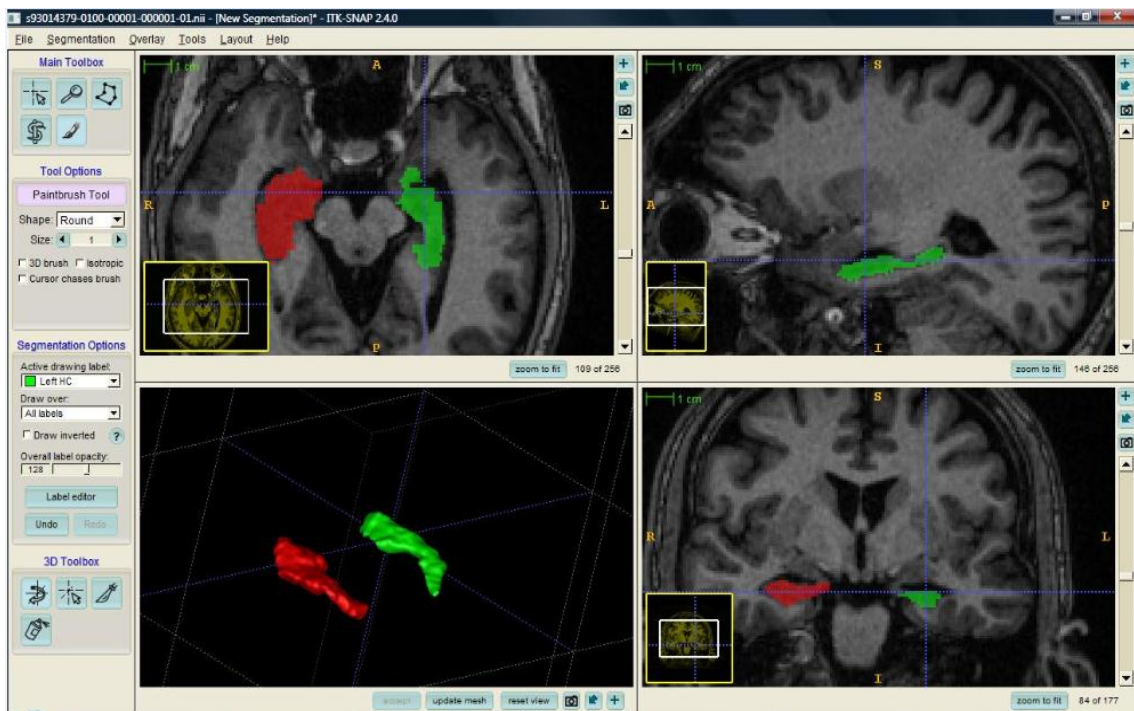 s93014379-0100-00001-000001-01.nii - [New Segmentation]* - ITK-SNAP 2.4.0
File Segmentation Overlay Tools Layout Help
Main Toolbox
Tool Options
Paintbrush Tool
Shape: Round
Size: 1
3D brush Isotropic
Cursor chases brush
Segmentation Options
Active drawing label:
Left HC
Draw over:
All labels
Draw inverted ?
Overall label opacity:
128
Label editor
Undo Redo
3D Toolbox
1 cm
A
R
L
P
zoom to fit 109 of 256
1 cm
S
A
P
I
zoom to fit 146 of 256
accept update mesh reset view
1 cm
S
R
L
I
zoom to fit 84 of 177